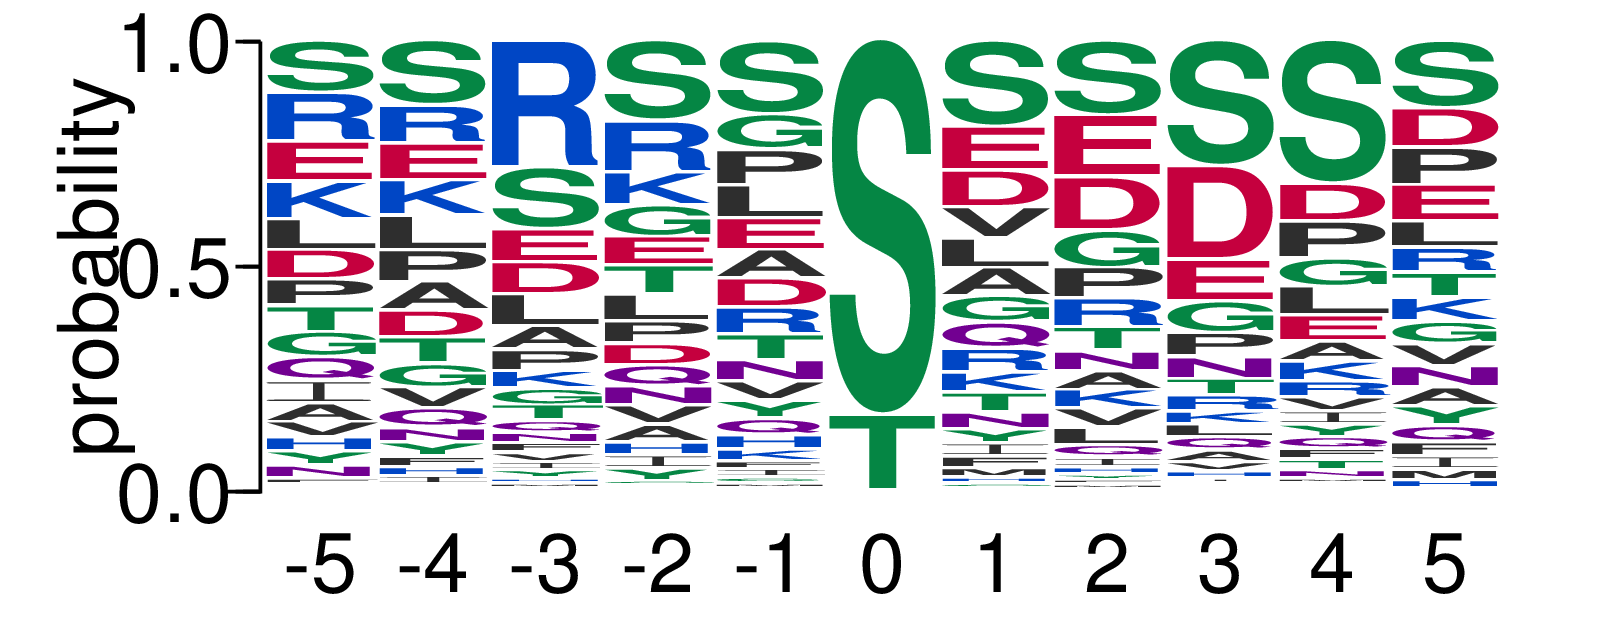 probability
1.0
0.5
0.0
S R E K L D P T G Q I A V H Y N
S R E K L P A D T G V Q N Y F H I
R S E D L A P K G T Q N V I Y H
S R K G E T L P D Q N V A H I Y
S G P L E A D R T N V Y Q H K F I
S T
S E D V L A G Q R K T N Y I F M H
S E D G P R T N A K V L Q I H Y
S D E G P N T R K L Q A V H
S D P G L E A K R V I Y Q F T N
S D P E L R T K G V N A Y Q F I M H
-5 -4 -3 -2 -1 0 1 2 3 4 5